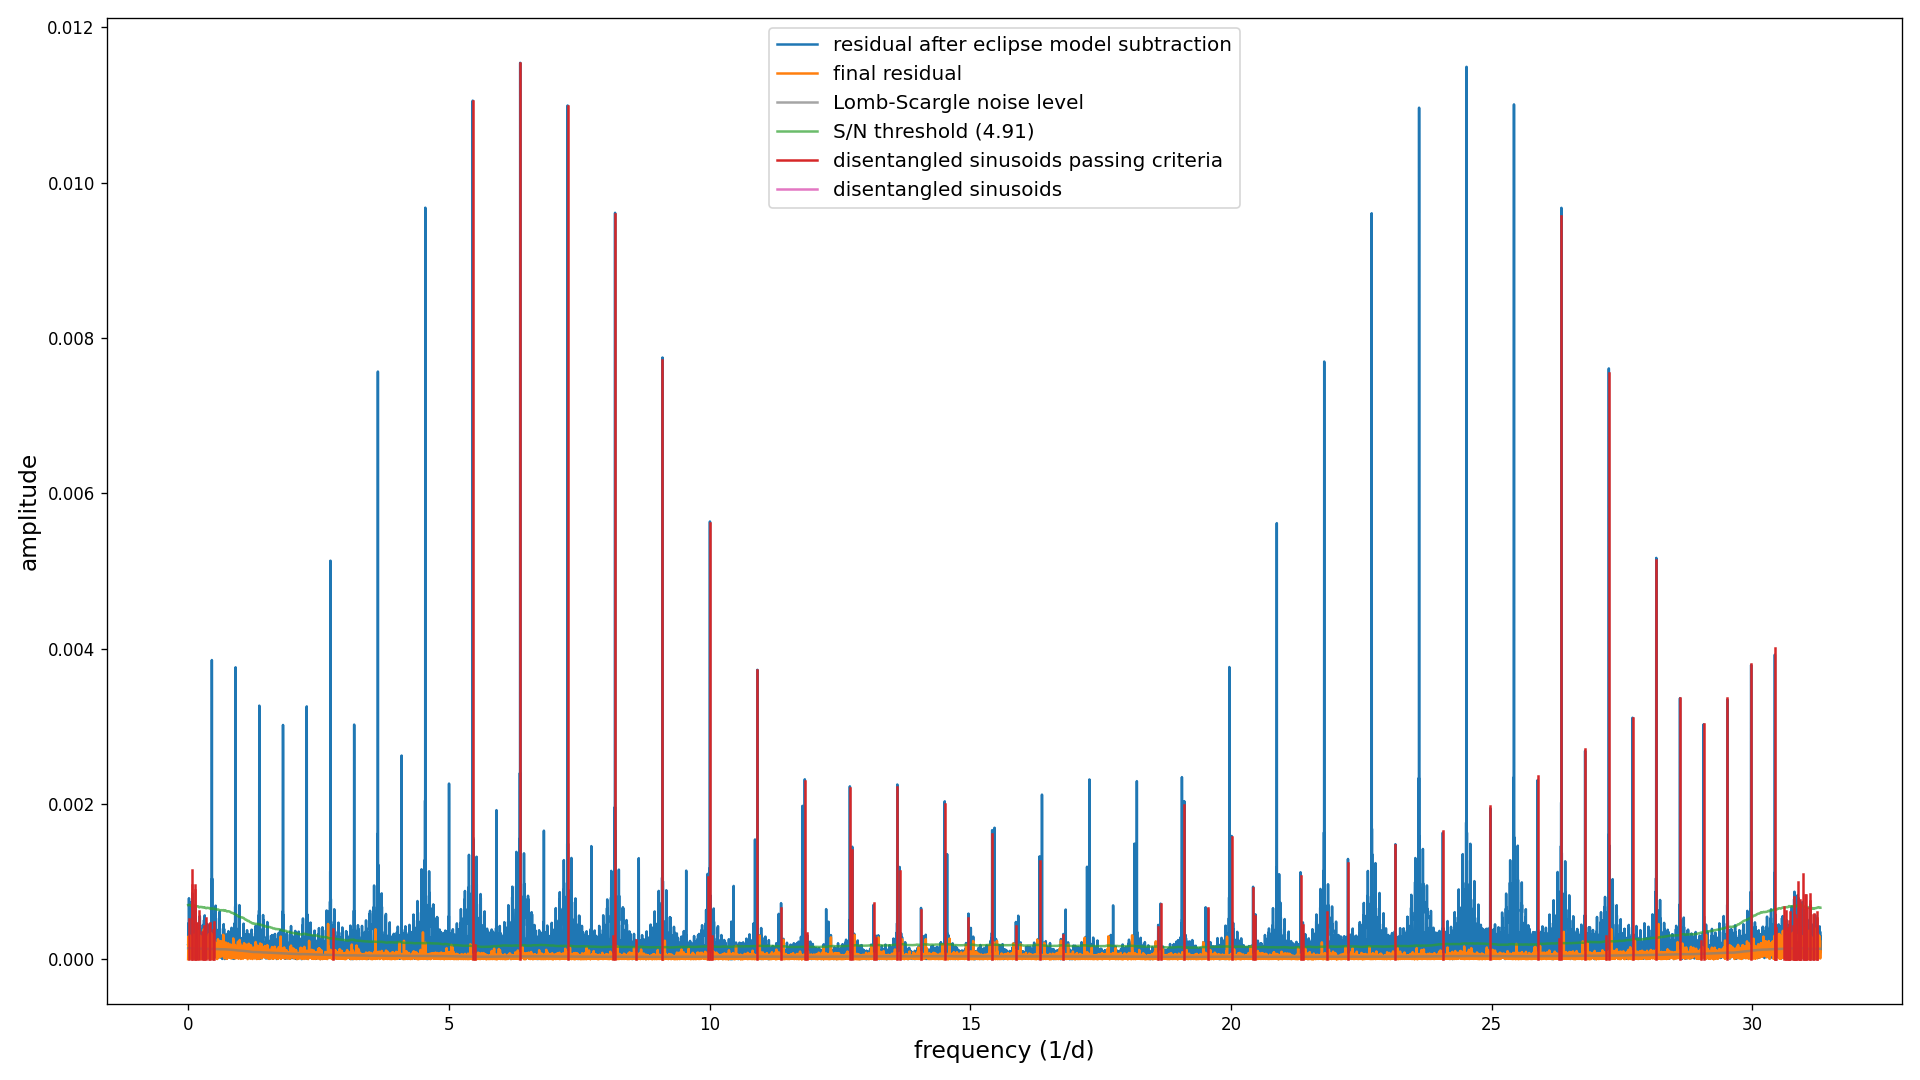 0.012
0.010
0.008
0.006
0.004
0.002
0.000
amplitude
residual after eclipse model subtraction
final residual
Lomb-Scargle noise level
S/N threshold (4.91)
disentangled sinusoids passing criteria
disentangled sinusoids
0 5 10 15 20 25 30
frequency (1/d)